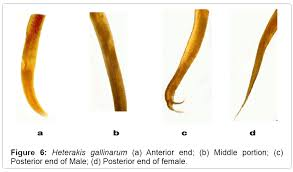 a b c d
Figure 6: Heterakis gallinarum (a) Anterior end; (b) Middle portion; (c)
Posterior end of Male; (d) Posterior end of female.